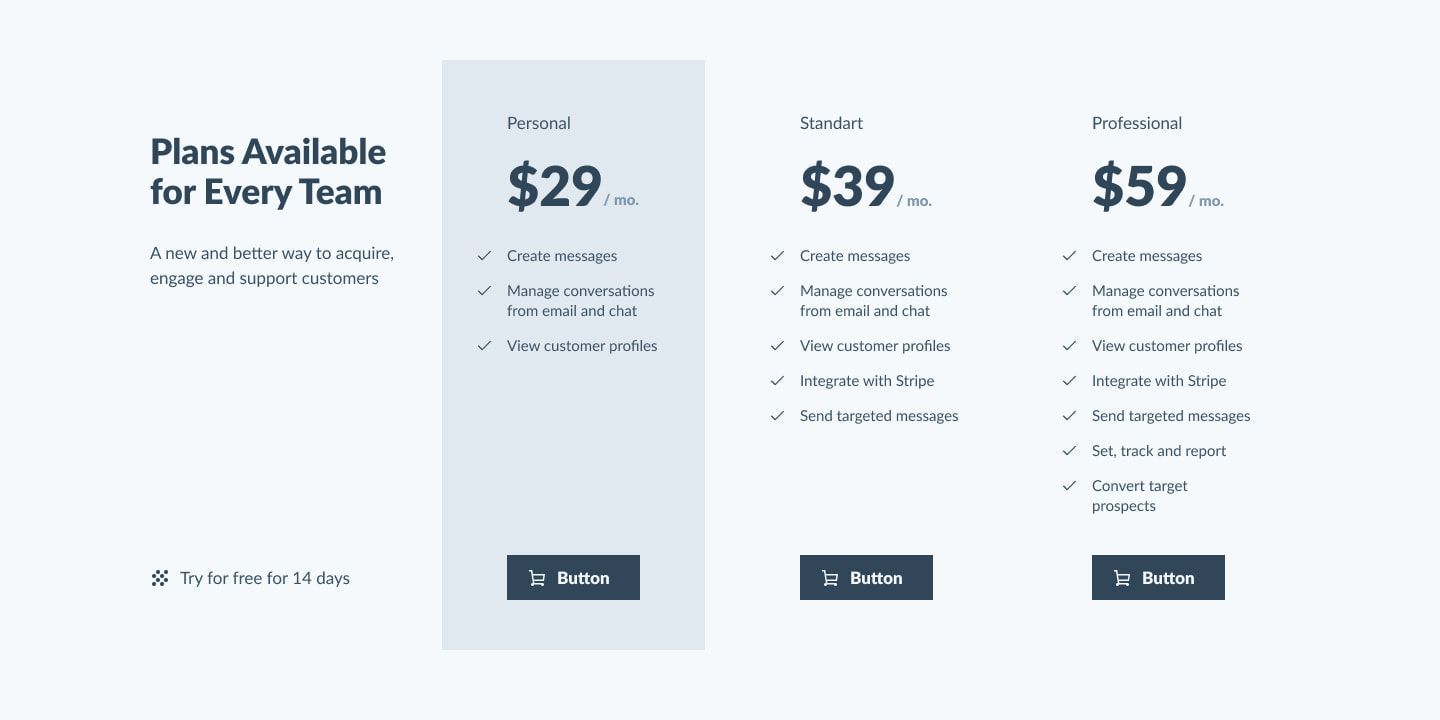 Plans Available
for Every Team
A new and better way to acquire,
engage and support customers
Try for free for 14 days
Personal
$29 / mo.
Create messages
Manage conversations
from email and chat
View customer profiles
Button
Standart
$39 / mo.
Create messages
Manage conversations
from email and chat
View customer profiles
Integrate with Stripe
Send targeted messages
Button
Professional
$59 / mo.
Create messages
Manage conversations
from email and chat
View customer profiles
Integrate with Stripe
Send targeted messages
Set, track and report
Convert target
prospects
Button